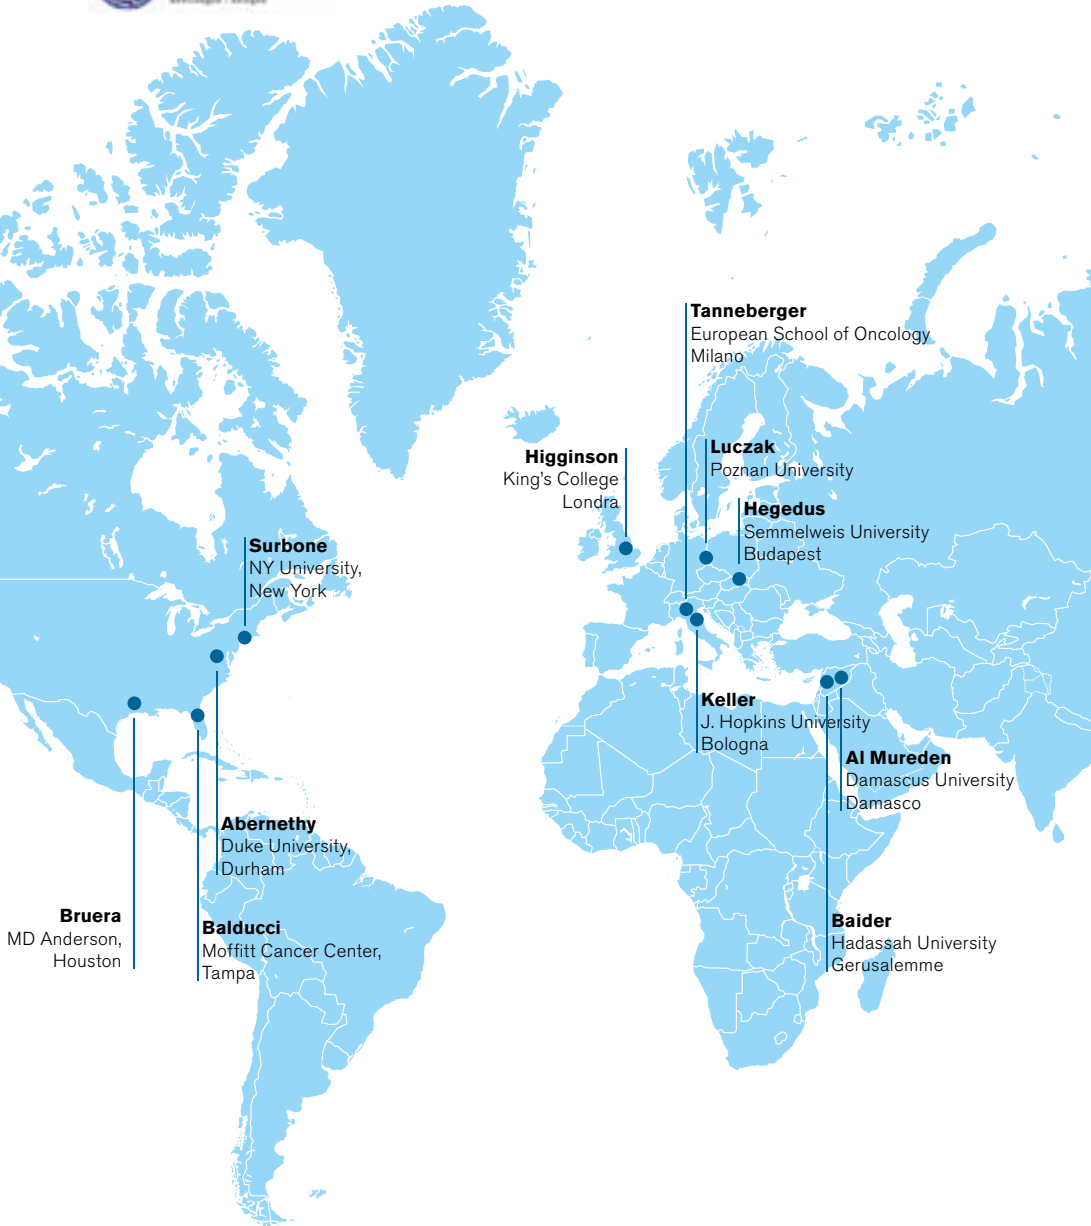 Tanneberger
European School of Oncology
Milano
Higginson
King's College
Londra
Luczak
Poznan University
Hegedus
Semmelweis University
Budapest
Surbone
NY University,
New York
Keller
J. Hopkins University
Bologna
Al Mureden
Damascus University
Damasco
Abernethy
Duke University,
Durham
Bruera
MD Anderson,
Houston
Balducci
Moffitt Cancer Center,
Tampa
Baider
Hadassah University
Gerusalemme